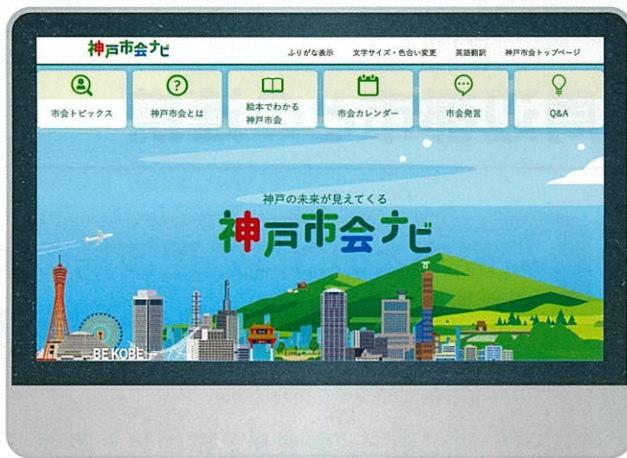 神戸市会ナビ
ふりがな表示 文字サイズ・色合い変更 英語翻訳 神戸市会トップページ
市会トピックス
神戸市会とは
絵本でわかる
神戸市会
市会カレンダー
市会発言
Q&A
神戸の未来が見えてくる
神戸市会ナビ
BE KOBE